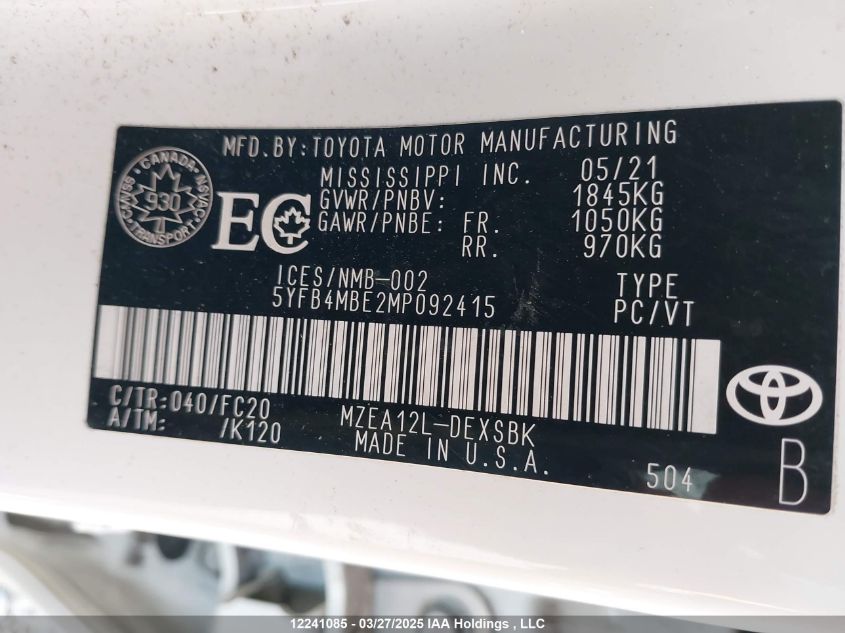 MFD.BY:TOYOTA MOTOR MANUFACTURING
MISSISSIPPI INC. 05/21
GVWR/PNBV: 1845KG
GAWR/PNBE: FR. 1050KG
RR. 970KG
CANADA
930
TRANSPORT
EC
ICES/NMB-002 TYPE
5YFB4MBE2MP092415 PC/VT
C/TR:040/FC20 MZEA12L-DEXSBK
A/TM: /K120 MADE IN U.S.A.
504 B
12241085 - 03/27/2025 IAA Holdings , LLC